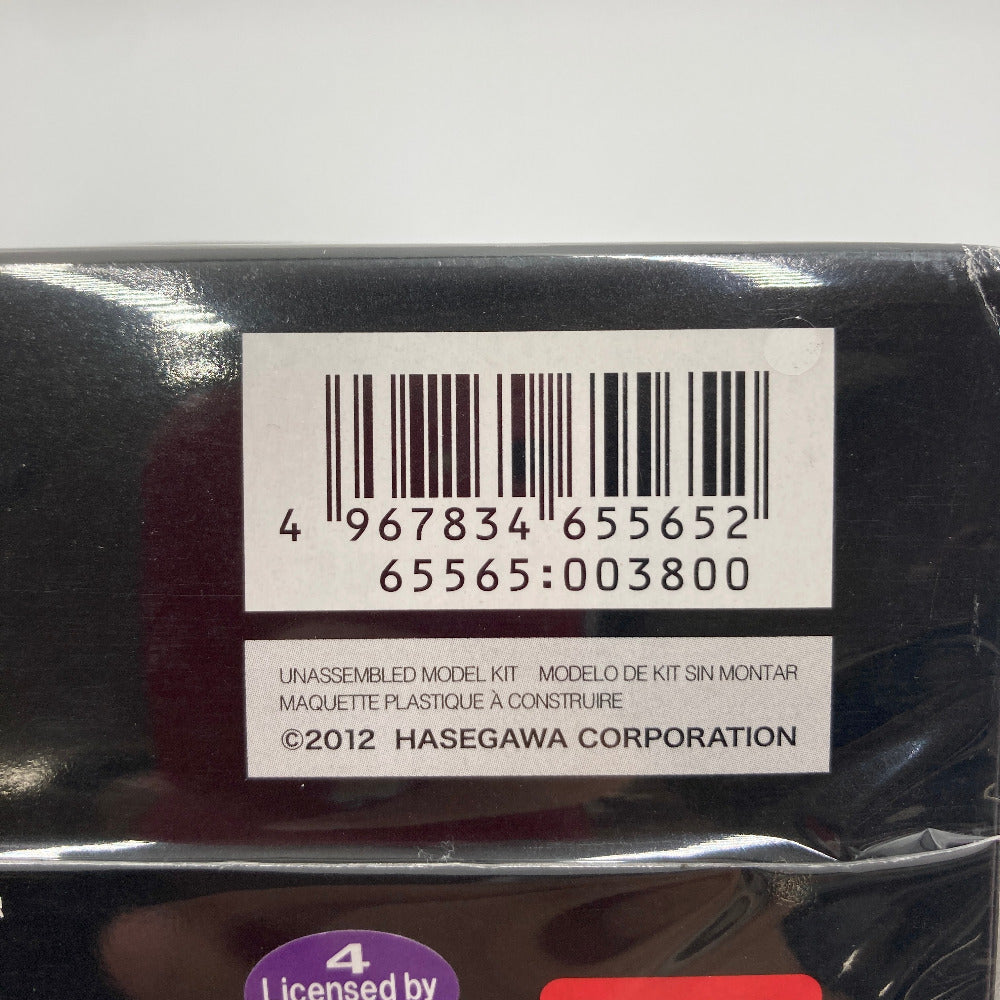 4 967834 655652
65565:003800
UNASSEMBLED MODEL KIT MODELO DE KIT SIN MONTAR
MAQUETTE PLASTIQUE À CONSTRUIRE
©2012 HASEGAWA CORPORATION
4
Licensed by